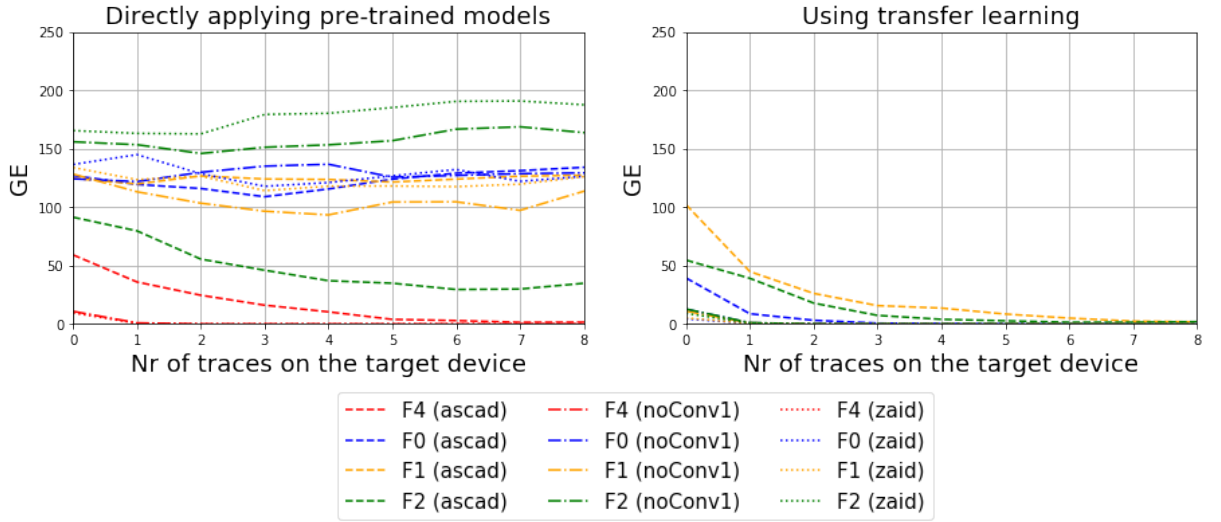 Directly applying pre-trained models
Using transfer learning
250
200
150
100
50
0
GE
0 1 2 3 4 5 6 7 8
Nr of traces on the target device
250
200
150
100
50
0
GE
0 1 2 3 4 5 6 7 8
Nr of traces on the target device
F4 (ascad) F4 (noConv1) F4 (zaid)
F0 (ascad) F0 (noConv1) F0 (zaid)
F1 (ascad) F1 (noConv1) F1 (zaid)
F2 (ascad) F2 (noConv1) F2 (zaid)